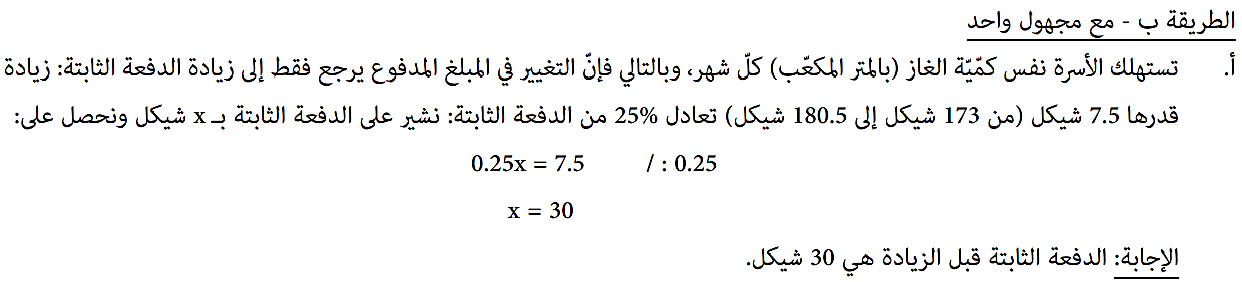 الطريقة ب - مع مجهول واحد
أ. تستهلك الأسرة نفس كمّيّة الغاز (بالمتر المكعّب) كلّ شهر، وبالتالي فإنّ التغيير في المبلغ المدفوع يرجع فقط إلى زيادة الدفعة الثابتة: زيادة
قدرها 7.5 شيكل (من 173 شيكل إلى 180.5 شيكل) تعادل 25% من الدفعة الثابتة: نشير على الدفعة الثابتة بـ x شيكل ونحصل على:
0.25x = 7.5 / : 0.25
x = 30
الإجابة: الدفعة الثابتة قبل الزيادة هي 30 شيكل.